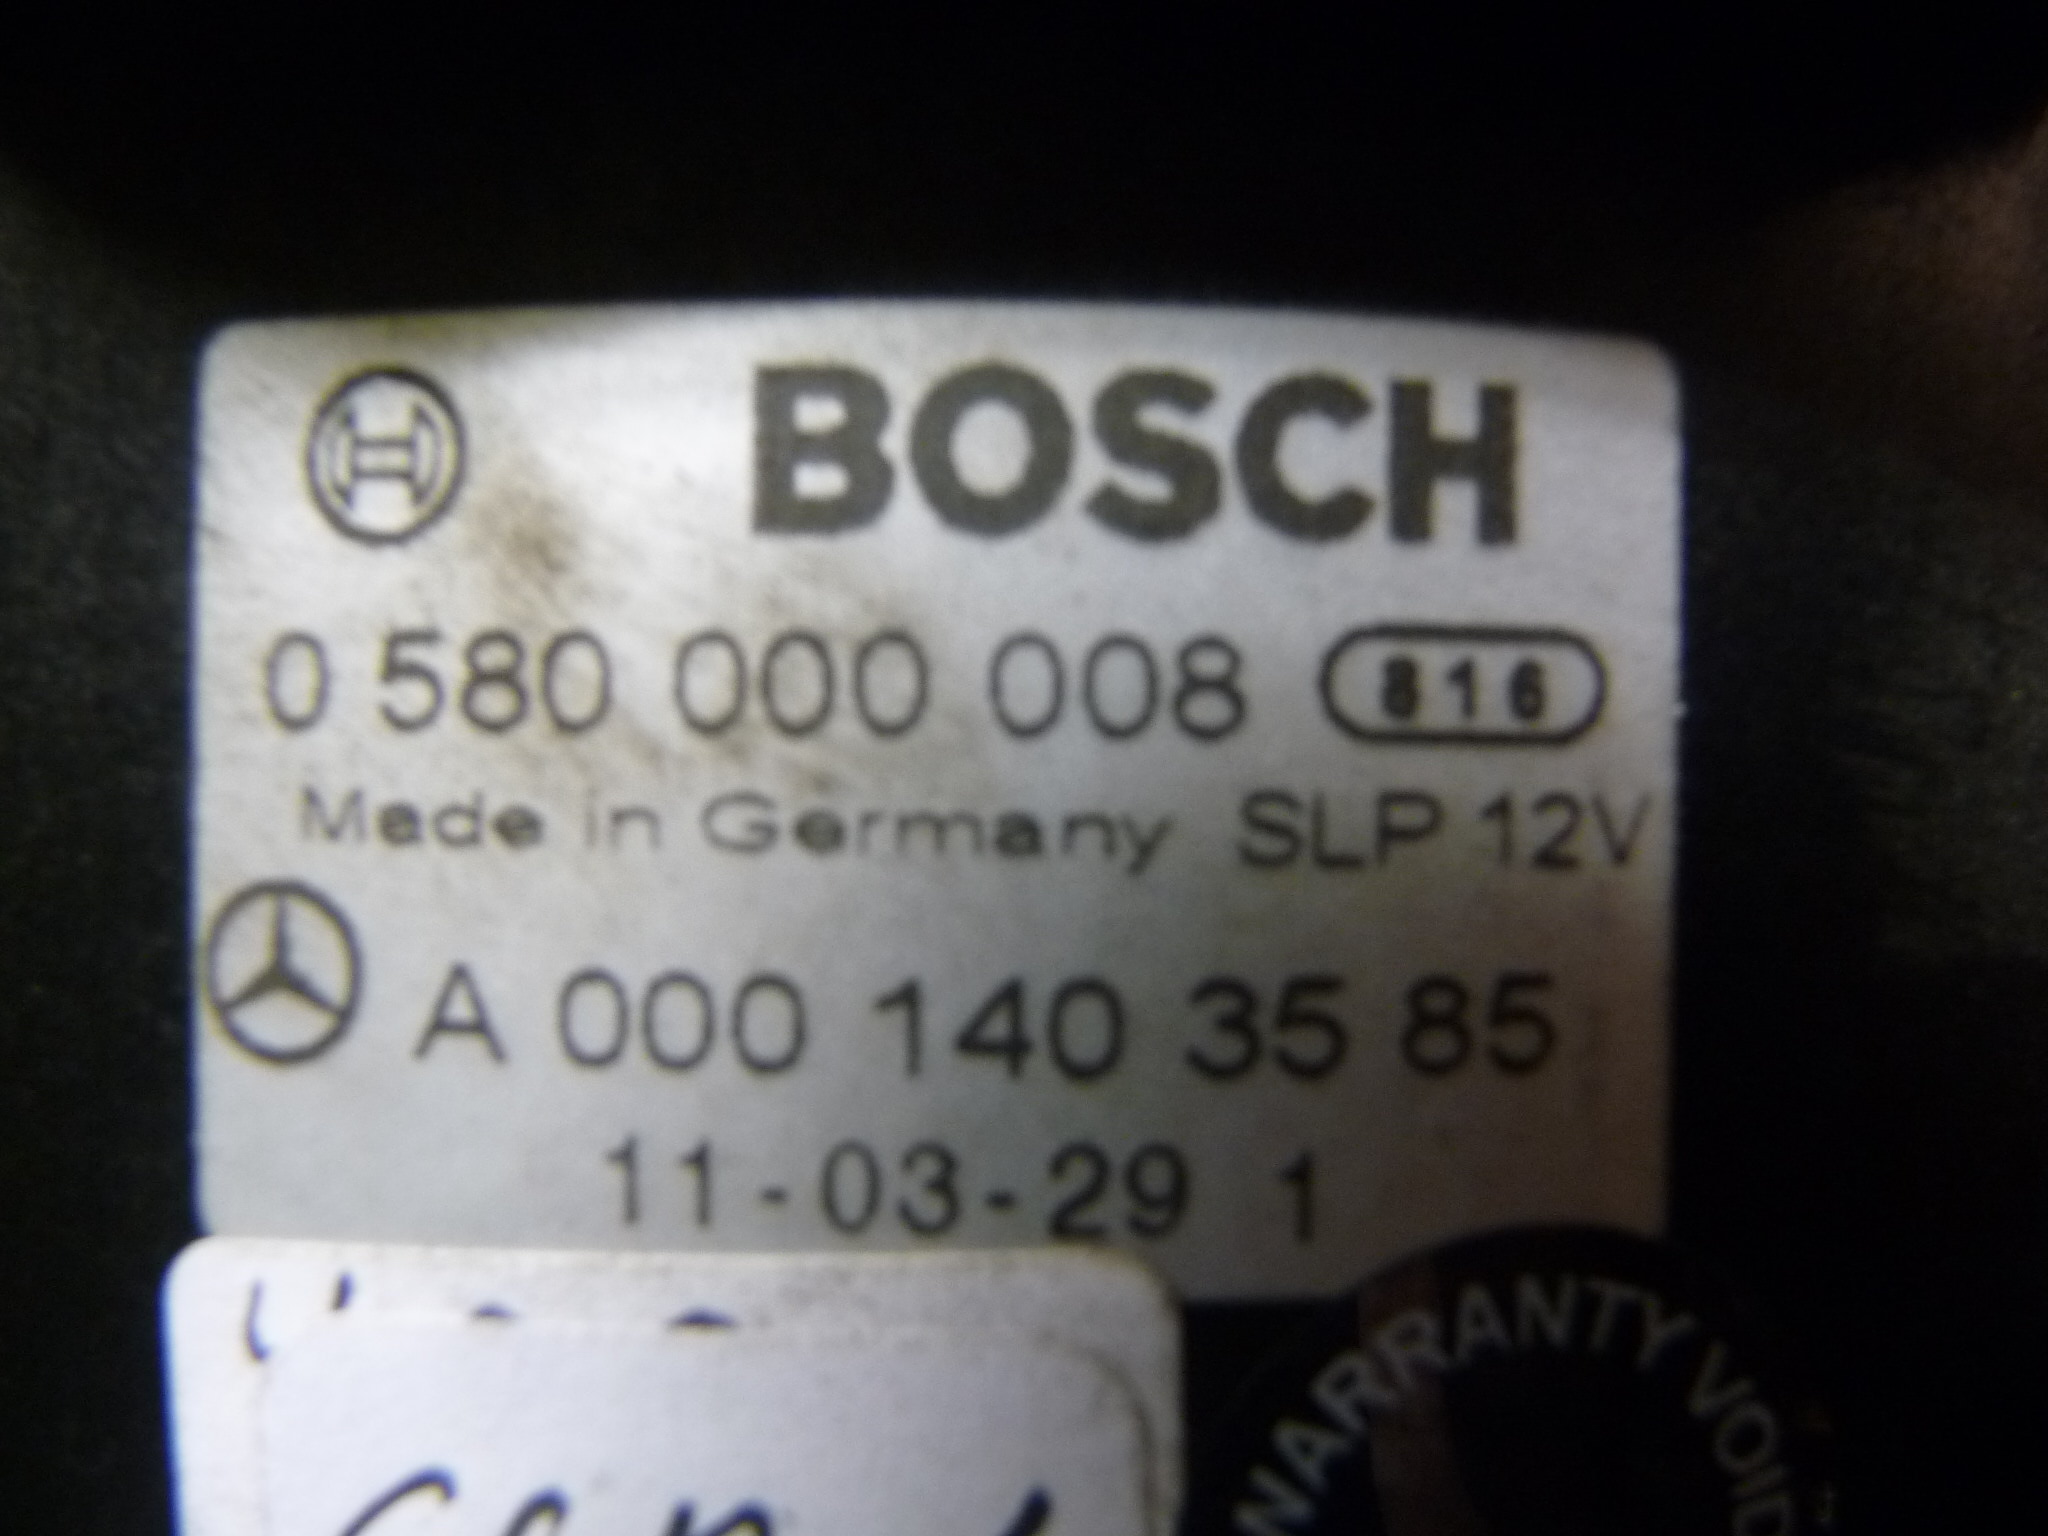 BOSCH
0 580 000 008 816
Made in Germany SLP 12V
A 000 140 35 85
11-03-29 1
WARRANTY VOID